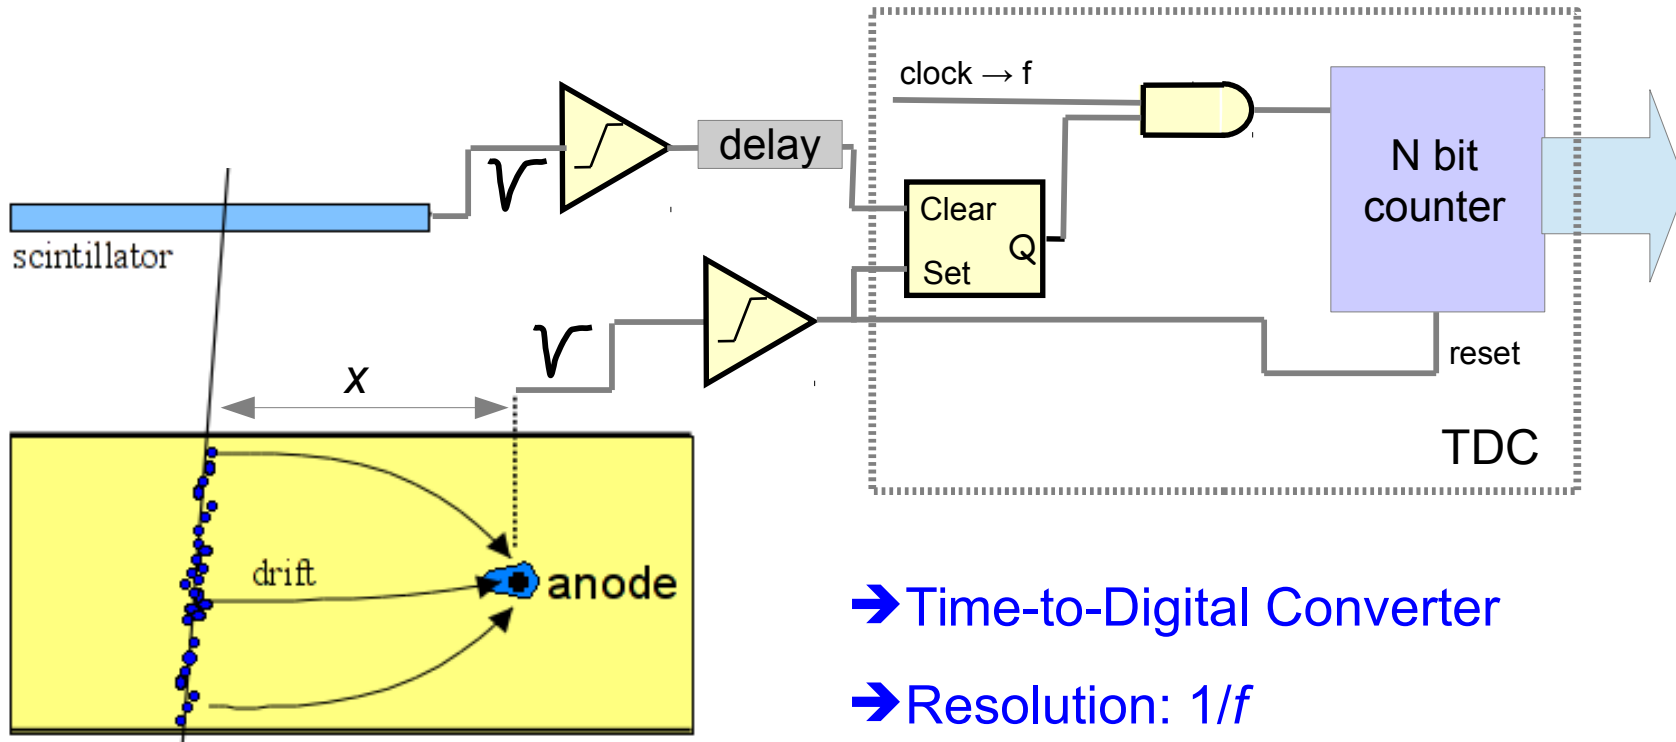 clock → f
delay
N bit
counter
Clear
Q
Set
scintillator
x
reset
TDC
drift
anode
➔Time-to-Digital Converter
➔Resolution: 1/f